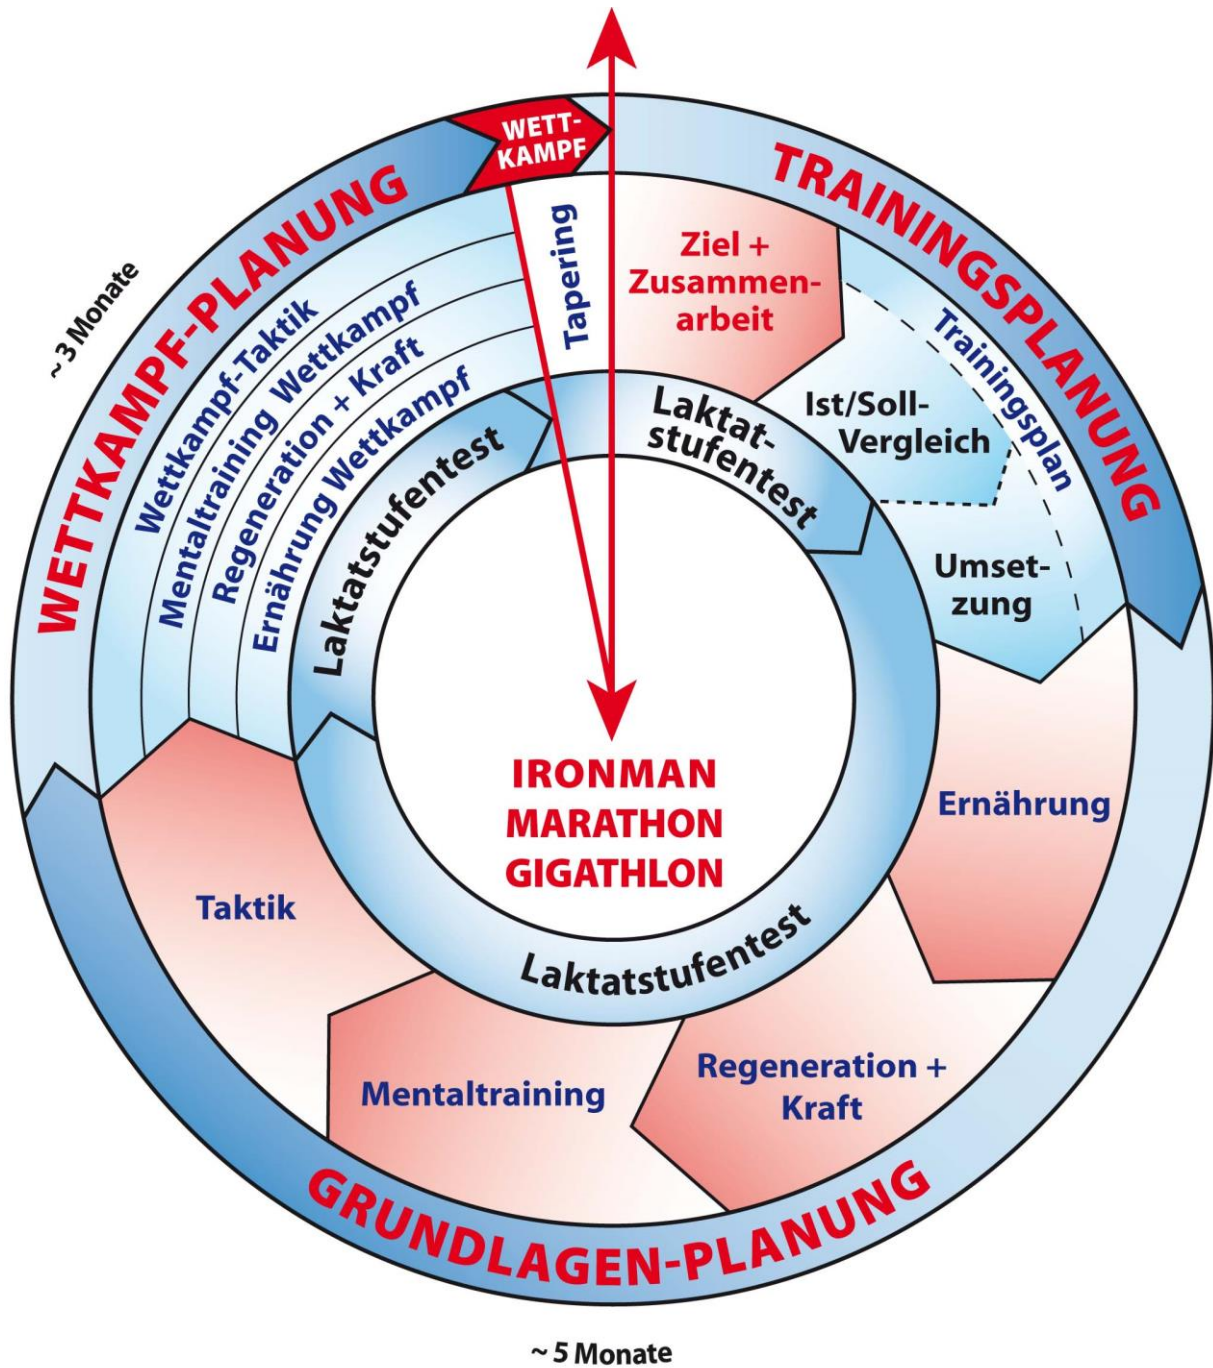 WETT-
KAMPF
TRAININGSPLANUNG
Tapering
Ziel +
Zusammen-
arbeit
Trainingsplan
Ist/Soll-
Vergleich
Umset-
zung
Laktat-
stufentest
Ernährung
Regeneration +
Kraft
Mentaltraining
Taktik
Laktatstufentest
GRUNDLAGEN-PLANUNG
~ 5 Monate
WETTKAMPF-PLANUNG
~ 3 Monate
Wettkampf-Taktik
Mentaltraining Wettkampf
Regeneration + Kraft
Ernährung Wettkampf
Laktatstufentest
IRONMAN
MARATHON
GIGATHLON